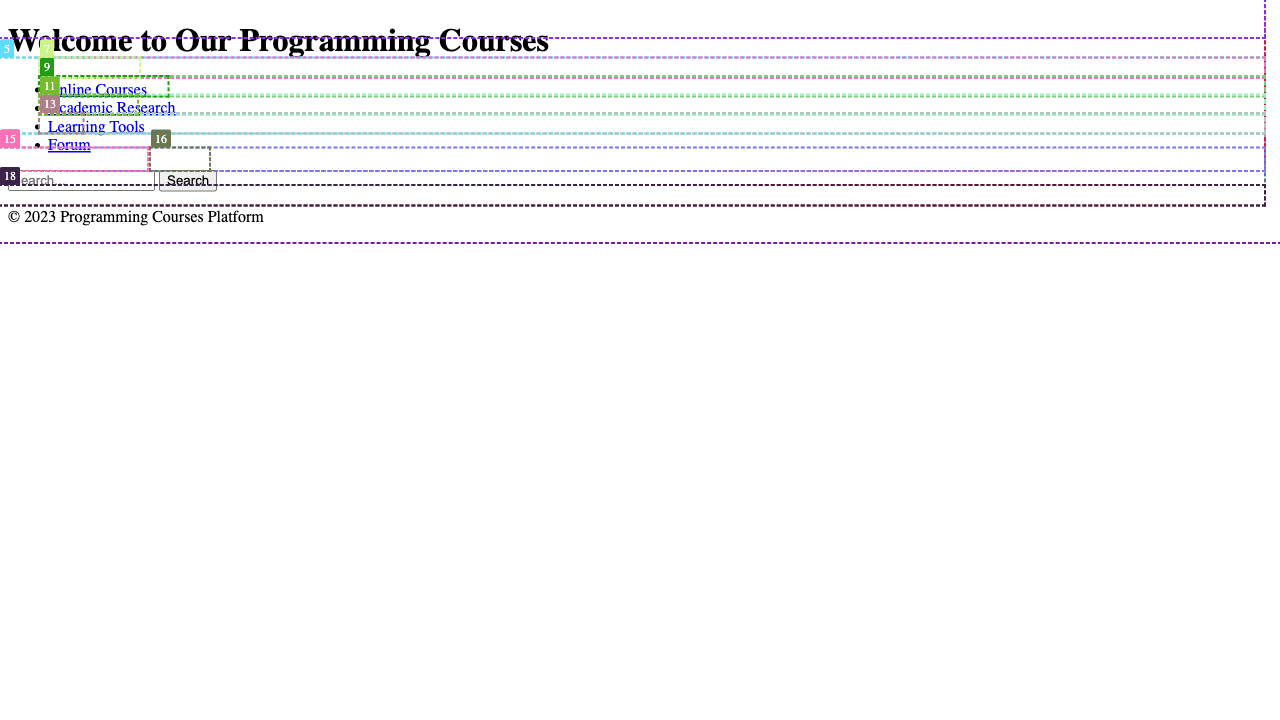 Welcome to Our Programming Courses
5
7
9
11
Online Courses
13
Academic Research
Learning Tools
15
16
Forum
18
Search
© 2023 Programming Courses Platform